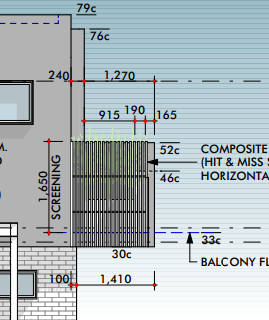 79c
76c
240
1,270
190
915
165
M.
52c
COMPOSITE
(HIT & MISS S
46c
HORIZONTA
1,650
SCREENING
33c
30c
BALCONY FL
100
1,410